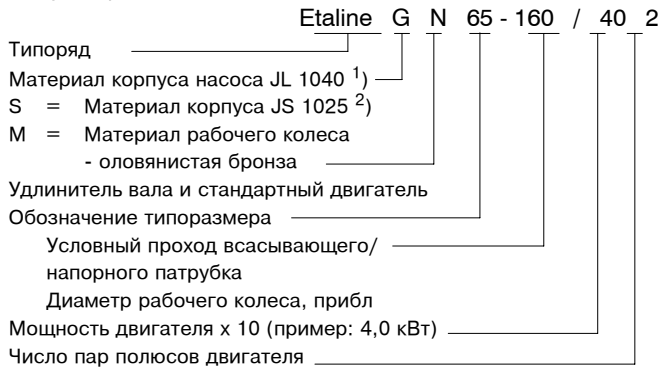 Etaline G N 65 - 160 / 40 2
Типоряд
Материал корпуса насоса JL 1040 1)
S = Материал корпуса JS 1025 2)
M = Материал рабочего колеса
- оловянистая бронза
Удлинитель вала и стандартный двигатель
Обозначение типоразмера
Условный проход всасывающего/
напорного патрубка
Диаметр рабочего колеса, прибл
Мощность двигателя x 10 (пример: 4,0 кВт)
Число пар полюсов двигателя